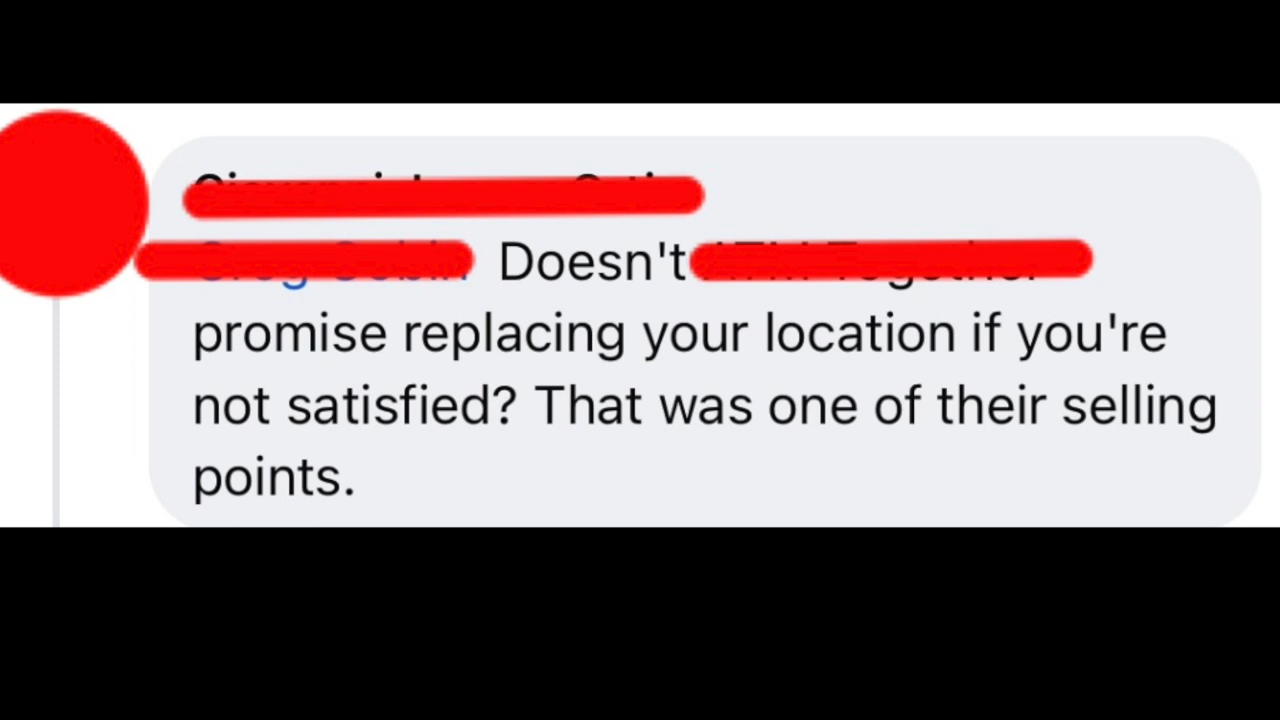 Doesn't
promise replacing your location if you're
not satisfied? That was one of their selling
points.